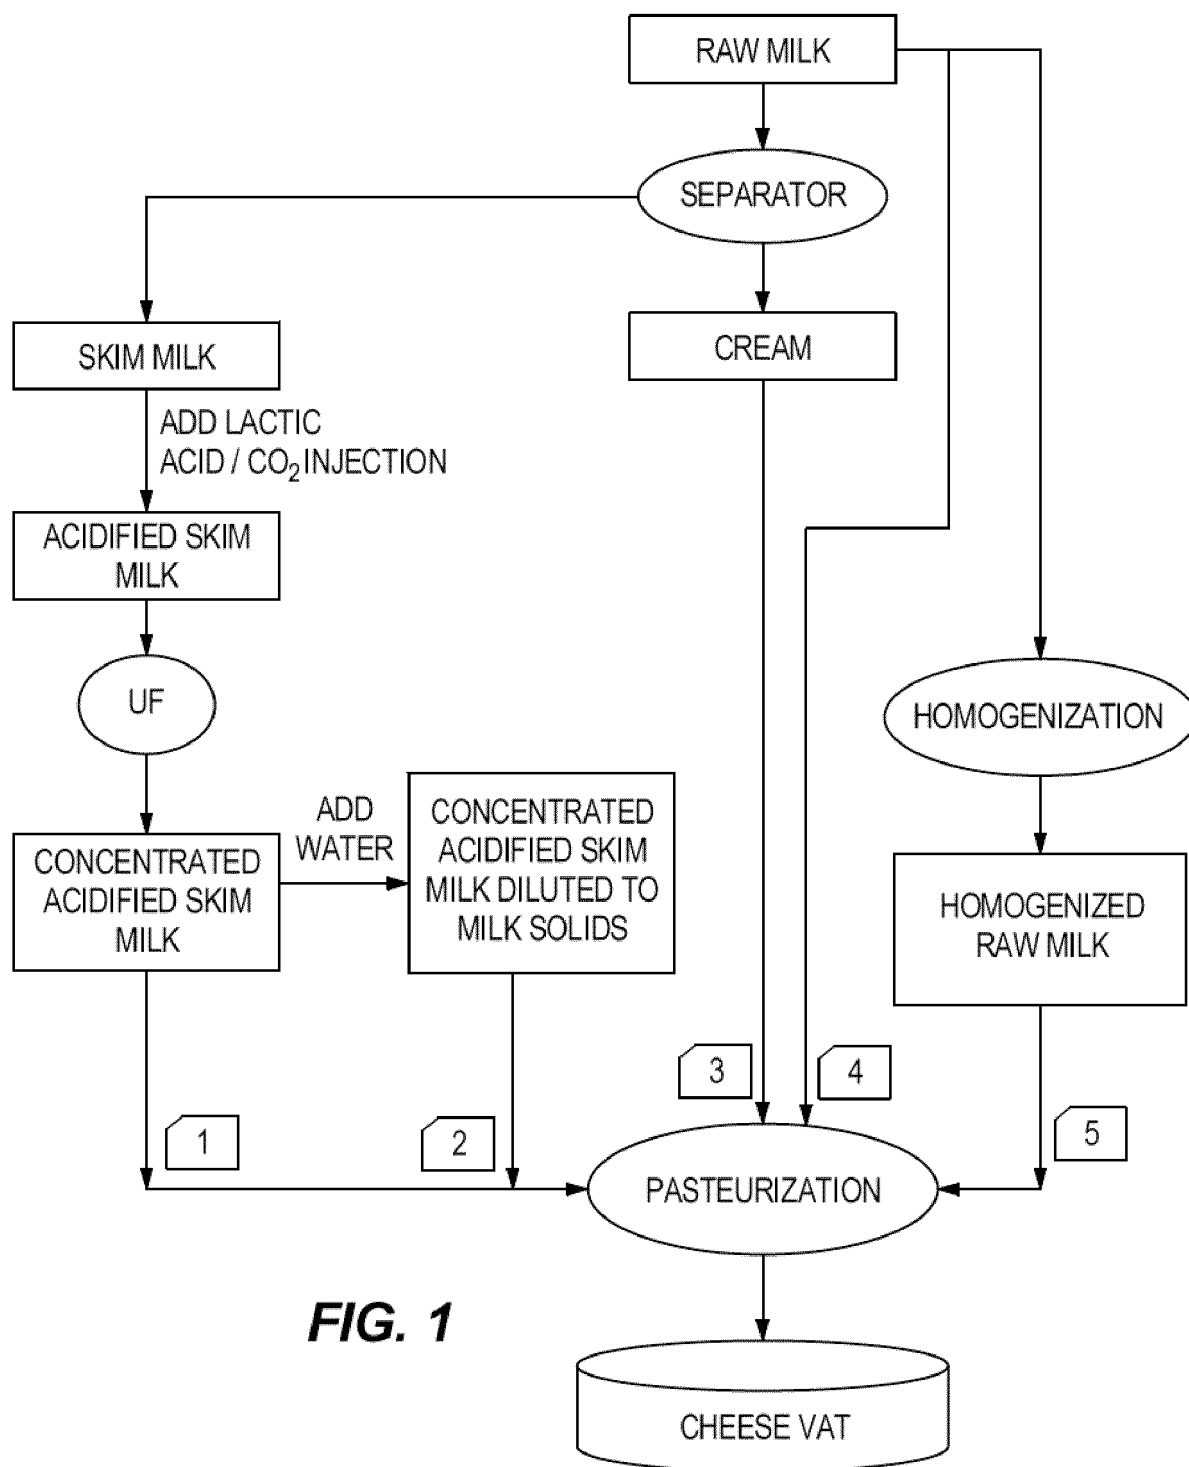 RAW MILK
SEPARATOR
SKIM MILK
CREAM
ADD LACTIC
ACID / CO₂ INJECTION
ACIDIFIED SKIM
MILK
UF
HOMOGENIZATION
ADD
WATER
CONCENTRATED
ACIDIFIED SKIM
MILK DILUTED TO
MILK SOLIDS
CONCENTRATED
ACIDIFIED SKIM
MILK
HOMOGENIZED
RAW MILK
3
4
1
2
5
PASTEURIZATION
FIG. 1
CHEESE VAT